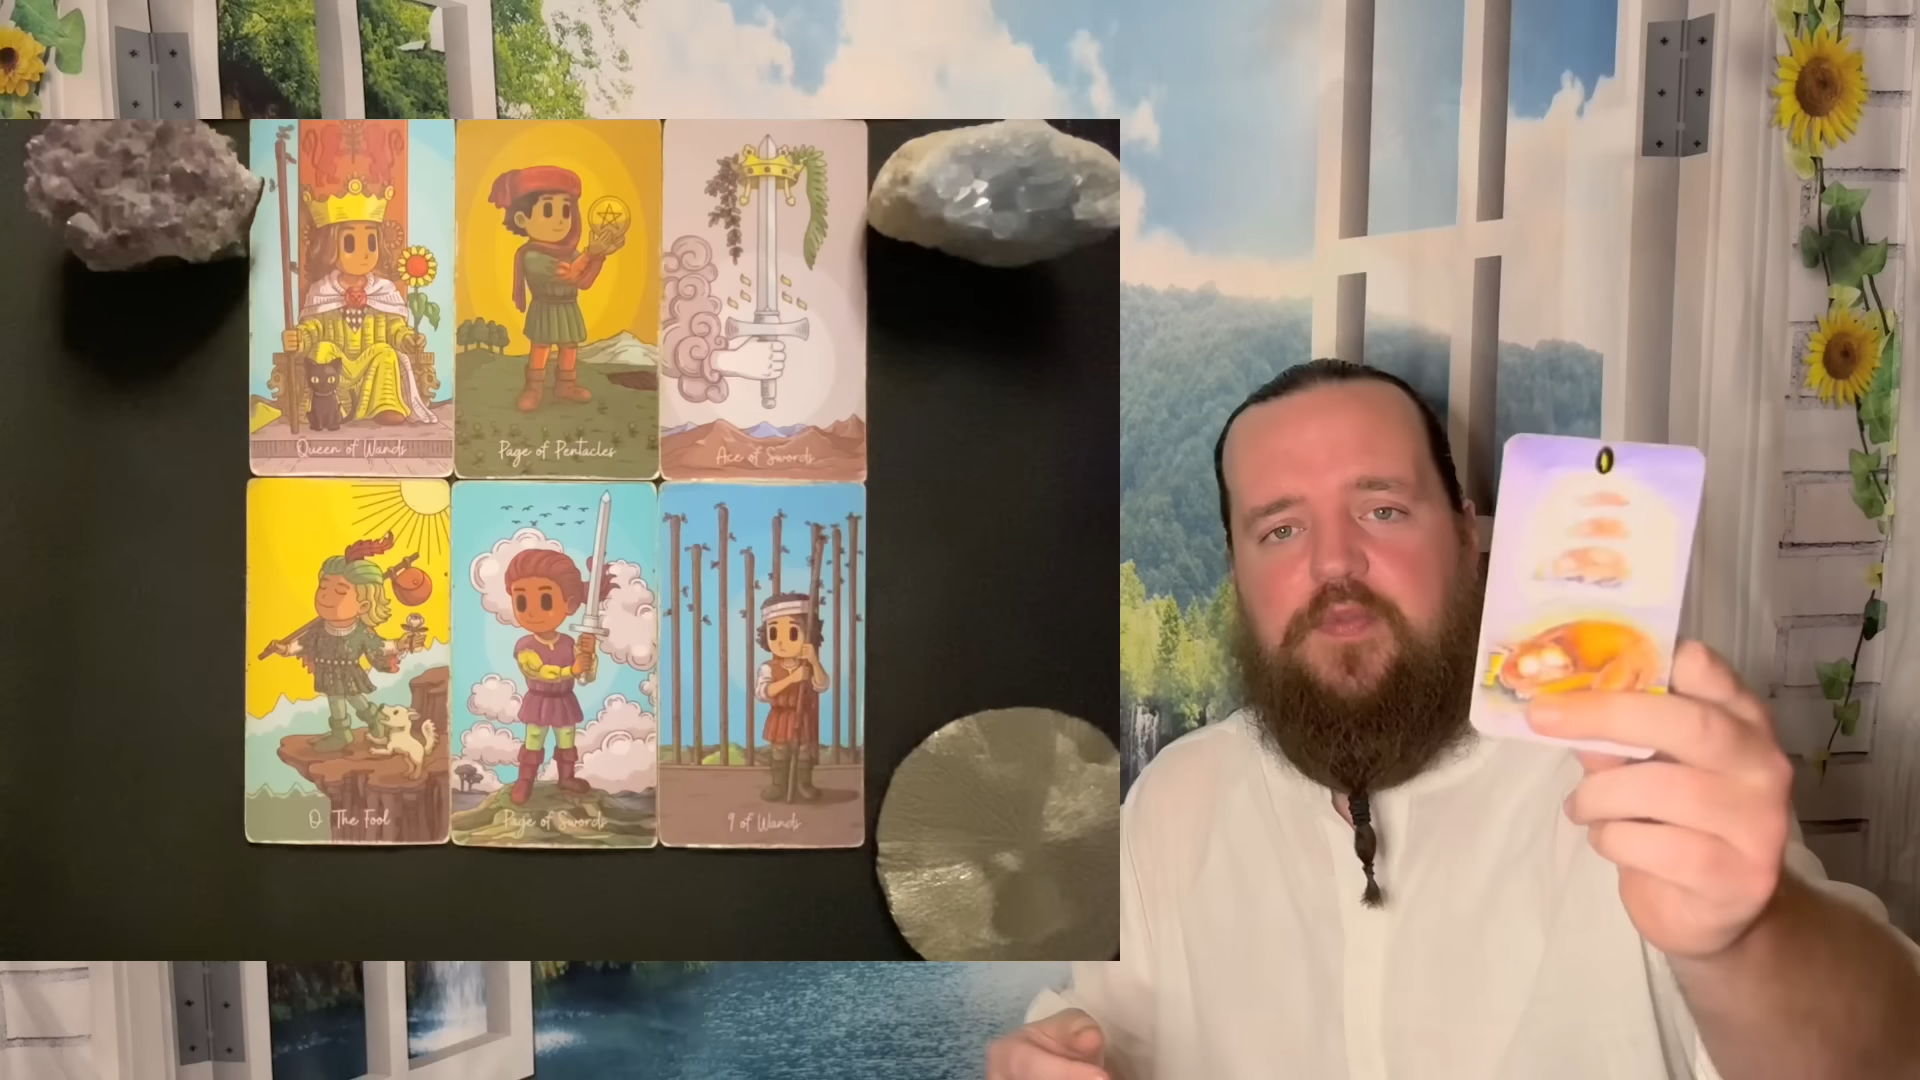 Queen of Wands
Page of Pentacles
Ace of Swords
0 The Fool
Page of Swords
9 of Wands